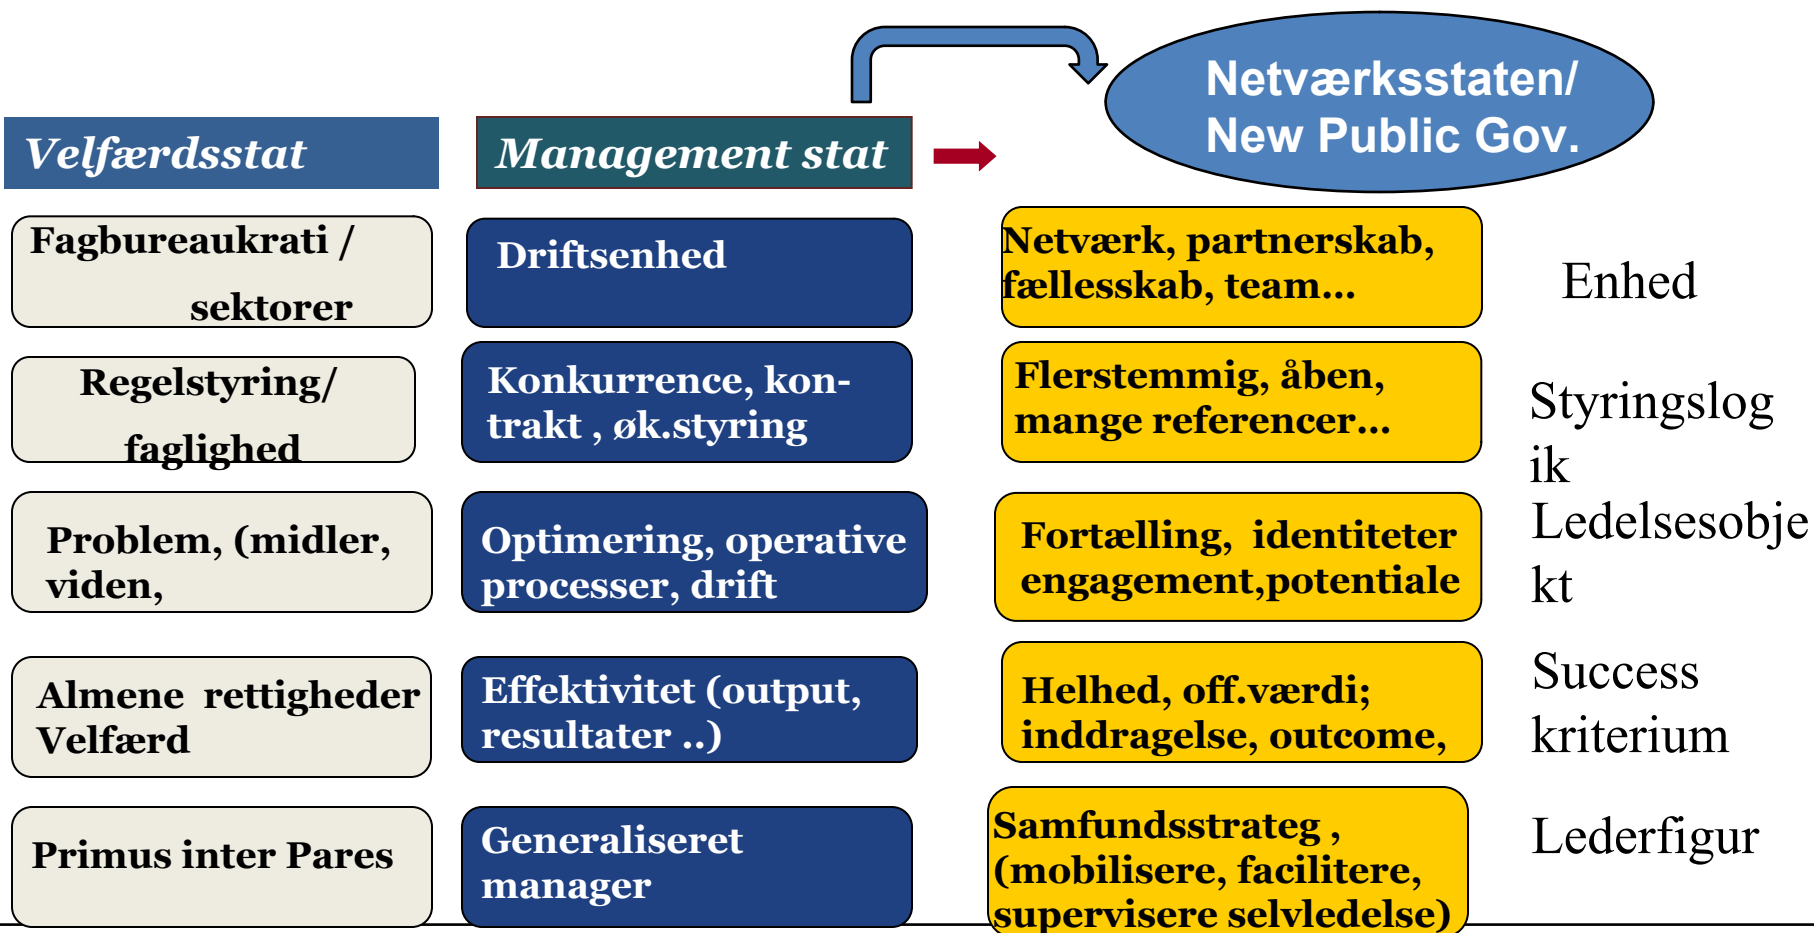 Netværksstaten/
New Public Gov.
Velfærdsstat
Management stat
Fagbureaukrati /
sektorer
Driftsenhed
Netværk, partnerskab,
fællesskab, team...
Enhed
Regelstyring/
faglighed
Konkurrence, kon-
trakt , øk.styring
Flerstemmig, åben,
mange referencer...
Styringslog
ik
Problem, (midler,
viden,
Optimering, operative
processer, drift
Fortælling, identiteter
engagement,potentiale
Ledelsesobje
kt
Almene rettigheder
Velfærd
Effektivitet (output,
resultater ..)
Helhed, off.værdi;
inddragelse, outcome,
Success
kriterium
Primus inter Pares
Generaliseret
manager
Samfundsstrateg ,
(mobilisere, facilitere,
supervisere selvledelse)
Lederfigur